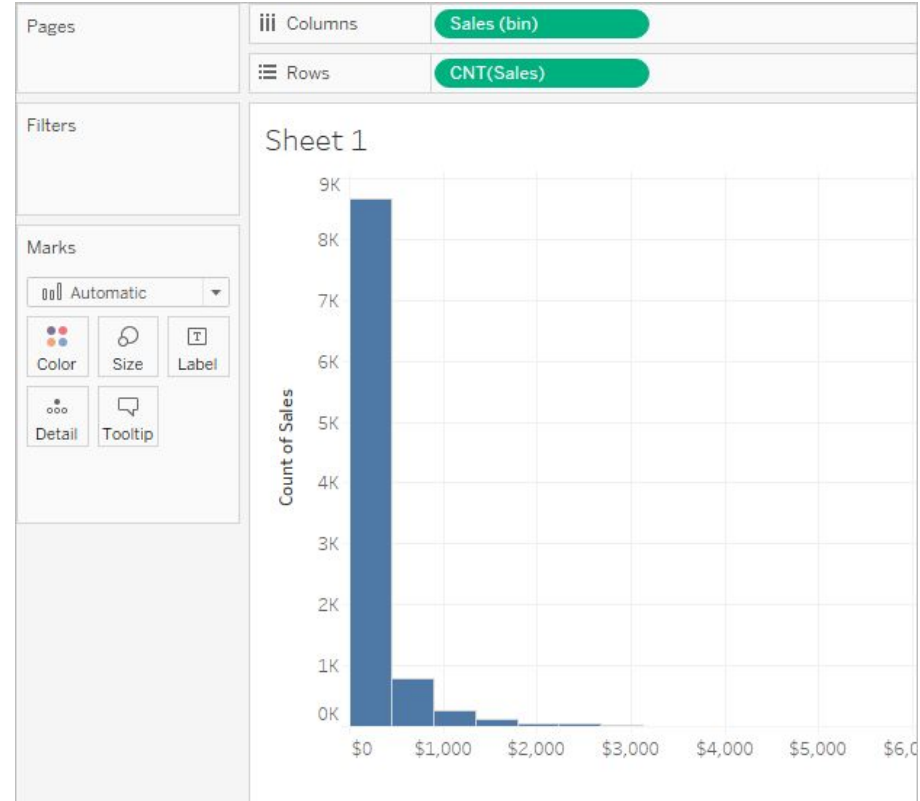 Pages
Columns
Sales (bin)
Rows
CNT(Sales)
Filters
Sheet 1
Marks
Automatic
Color
Size
T
Label
Detail
Tooltip
9K
8K
7K
6K
5K
4K
3K
2K
1K
0K
Count of Sales
$0 $1,000 $2,000 $3,000 $4,000 $5,000